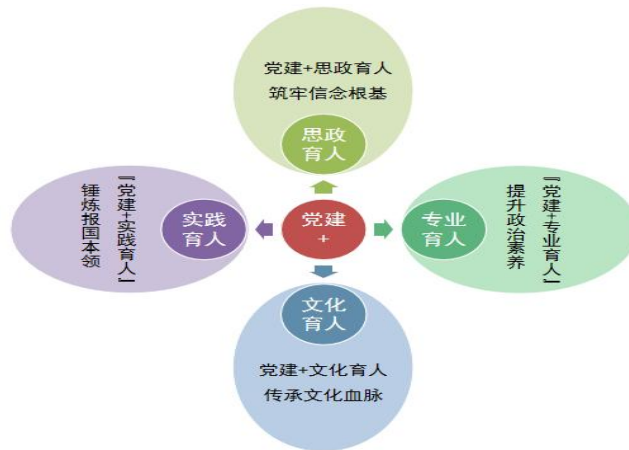 党建+思政育人
筑牢信念根基
思政
育人
『党建+实践育人』
锤炼报国本领
实践
育人
党建
+
专业
育人
『党建+专业育人』
提升政治素养
文化
育人
党建+文化育人
传承文化血脉